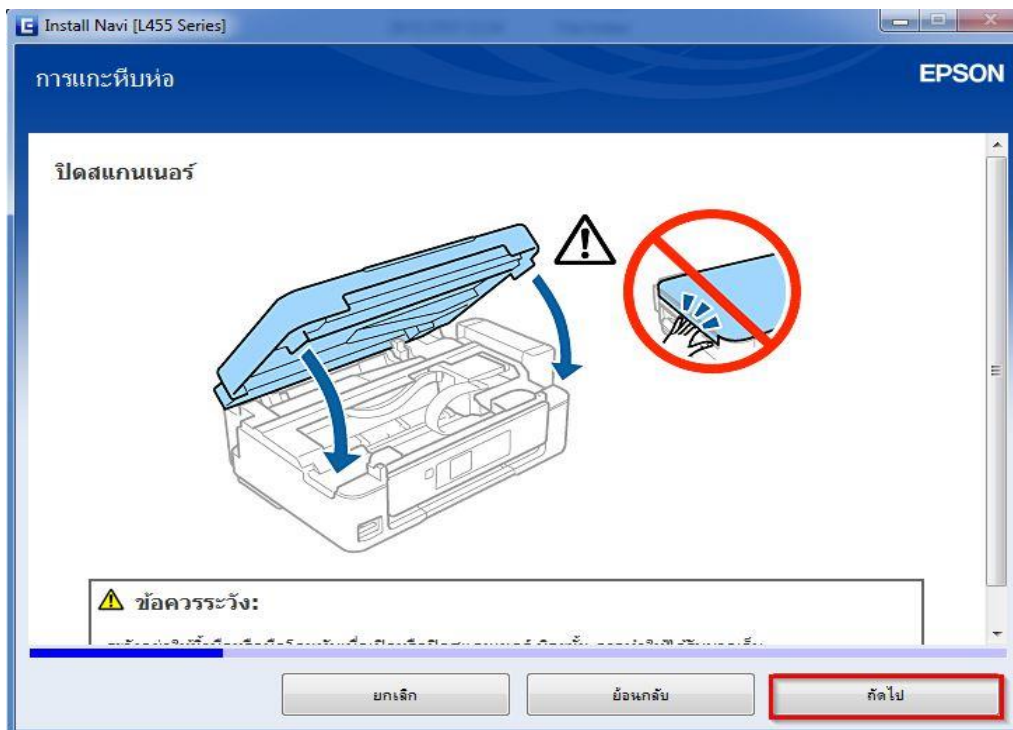 Install Navi [L455 Series]
การแกะหีบห่อ
EPSON
ปิดสแกนเนอร์
ข้อควรระวัง:
ยกเลิก
ย้อนกลับ
ถัดไป